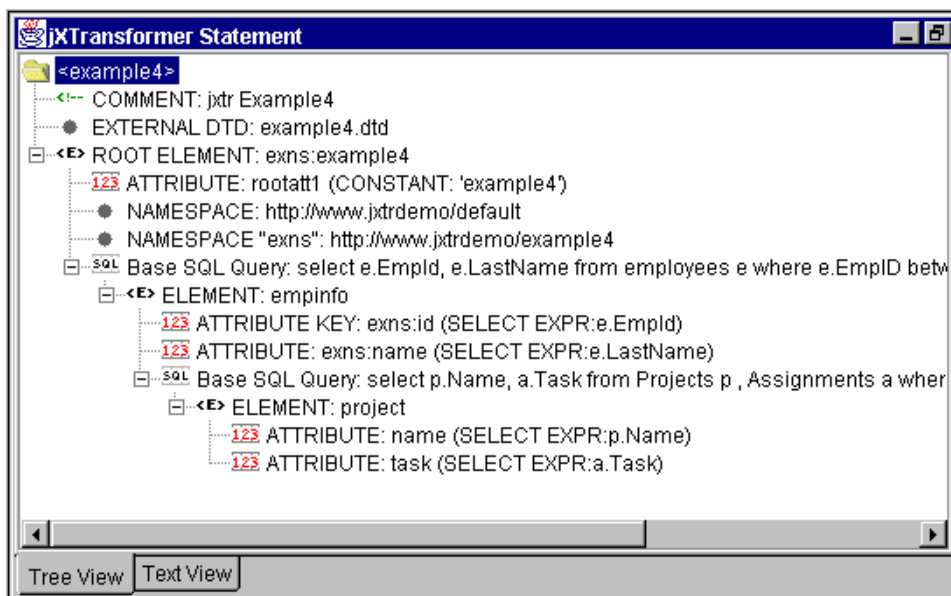 jXTransformer Statement
<example4>
<!-- COMMENT: jxtr Example4
EXTERNAL DTD: example4.dtd
<E> ROOT ELEMENT: exns:example4
123 ATTRIBUTE: rootatt1 (CONSTANT: 'example4')
NAMESPACE: http://www.jxtrdemo/default
NAMESPACE "exns": http://www.jxtrdemo/example4
SQL Base SQL Query: select e.EmpId, e.LastName from employees e where e.EmpID betw
<E> ELEMENT: empinfo
123 ATTRIBUTE KEY: exns:id (SELECT EXPR:e.EmpId)
123 ATTRIBUTE: exns:name (SELECT EXPR:e.LastName)
SQL Base SQL Query: select p.Name, a.Task from Projects p , Assignments a wher
<E> ELEMENT: project
123 ATTRIBUTE: name (SELECT EXPR:p.Name)
123 ATTRIBUTE: task (SELECT EXPR:a.Task)
Tree View Text View